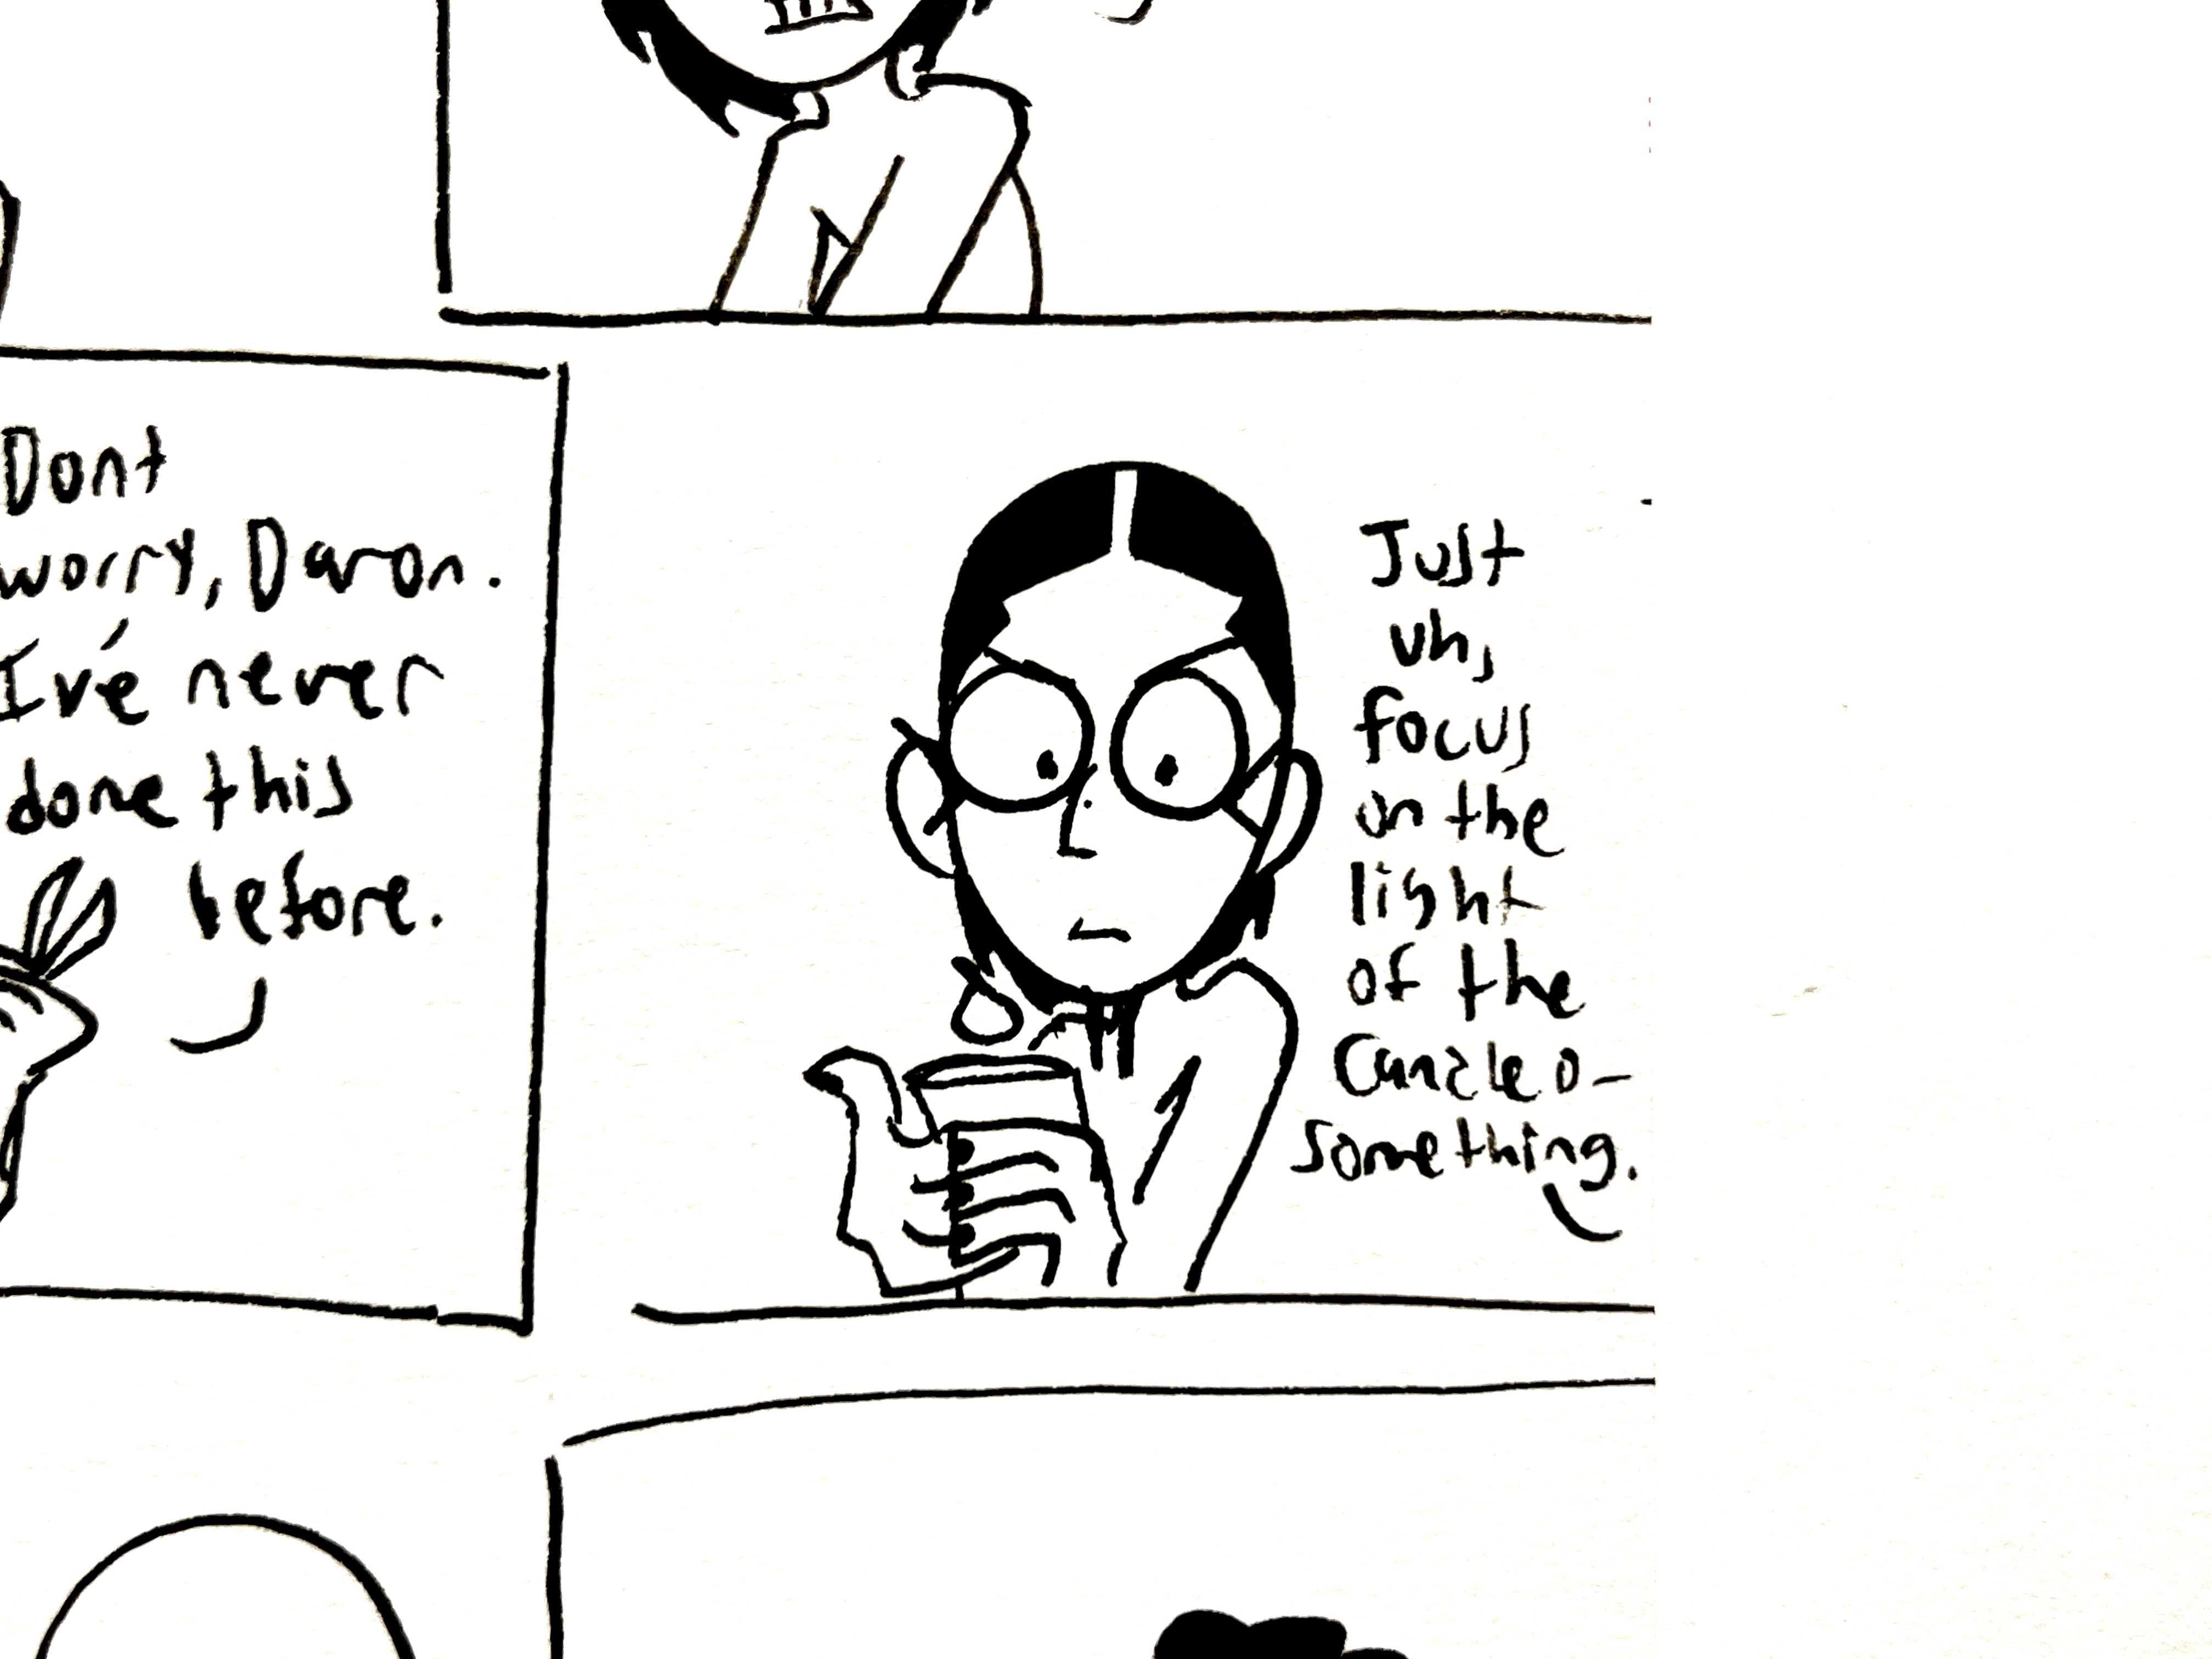 Dont
worry, Daron.
I've never
done this
before.
Just
uh,
focus
on the
light
of the
Candle o-
something.